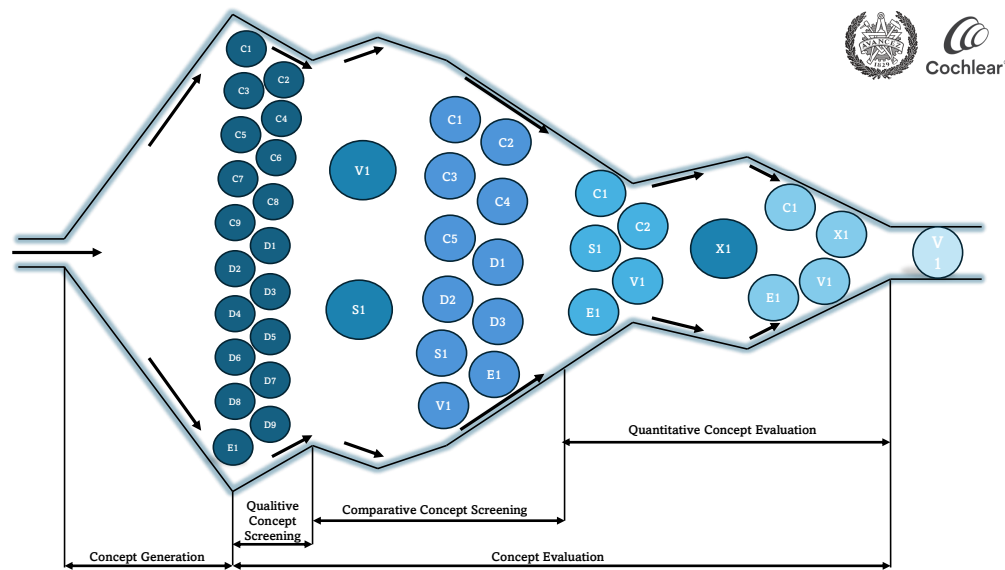 AVANCEZ
1829
Cochlear®
C1
C2
C3
C4
C5
C6
C7
C8
C9
D1
D2
D3
D4
D5
D6
D7
D8
D9
E1
V1
S1
C1
C2
C3
C4
C5
D1
D2
D3
S1
E1
V1
C1
C2
S1
V1
E1
X1
C1
X1
V1
E1
V
1
Quantitative Concept Evaluation
Qualitive
Concept
Screening
Comparative Concept Screening
Concept Generation
Concept Evaluation